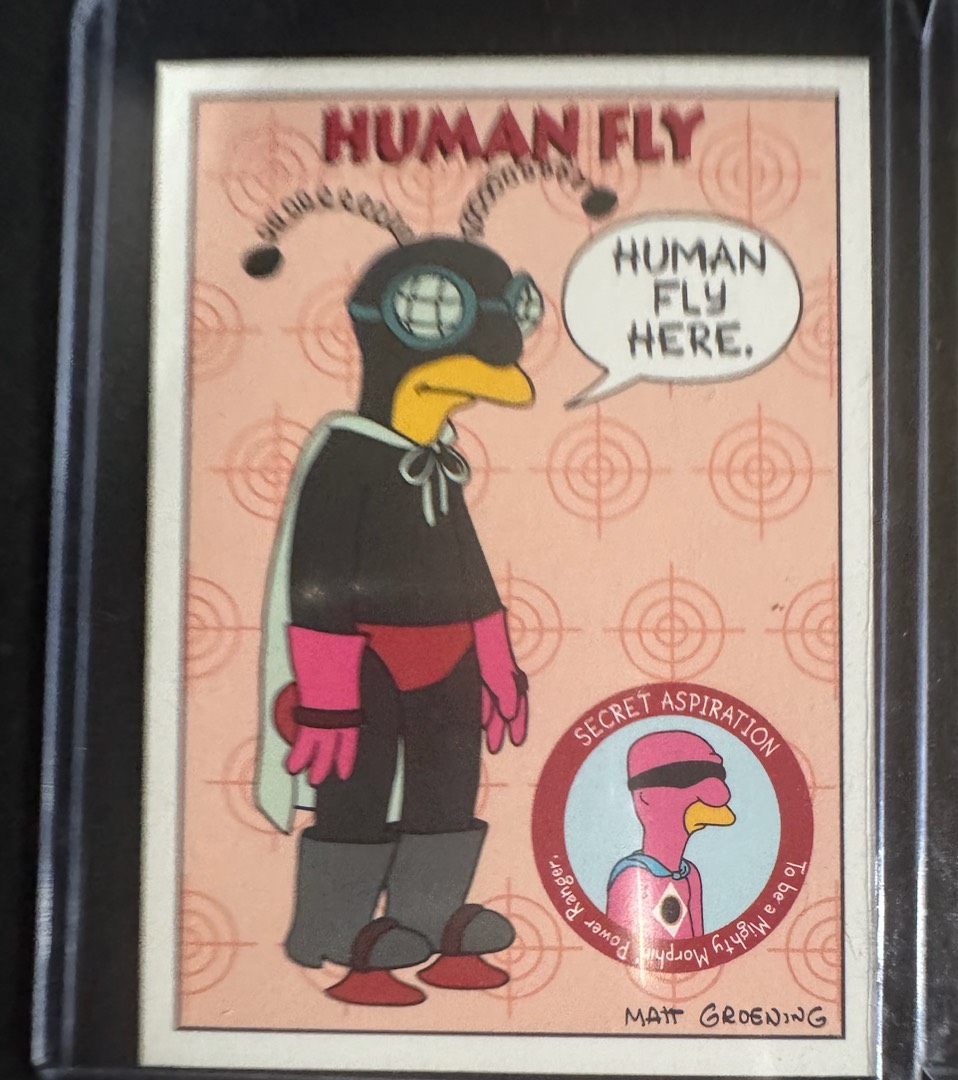 HUMAN FLY
HUMAN
FLY
HERE.
SECRET ASPIRATION
To be a Mighty Morphin' Power Ranger.
MATT GROENING